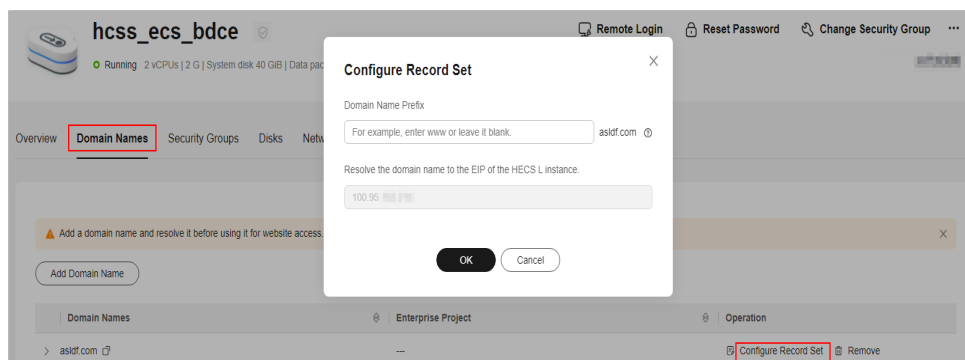 hcss_ecs_bdce
Remote Login
Reset Password
Change Security Group
Running 2 vCPUs | 2 G | System disk 40 GiB | Data pac
Configure Record Set
Domain Name Prefix
For example, enter www or leave it blank.
asldf.com
Overview
Domain Names
Security Groups
Disks
Netw
Resolve the domain name to the EIP of the HECS L instance.
100.95
Add a domain name and resolve it before using it for website access.
OK
Cancel
Add Domain Name
Domain Names
Enterprise Project
Operation
asldf.com
---
Configure Record Set
Remove